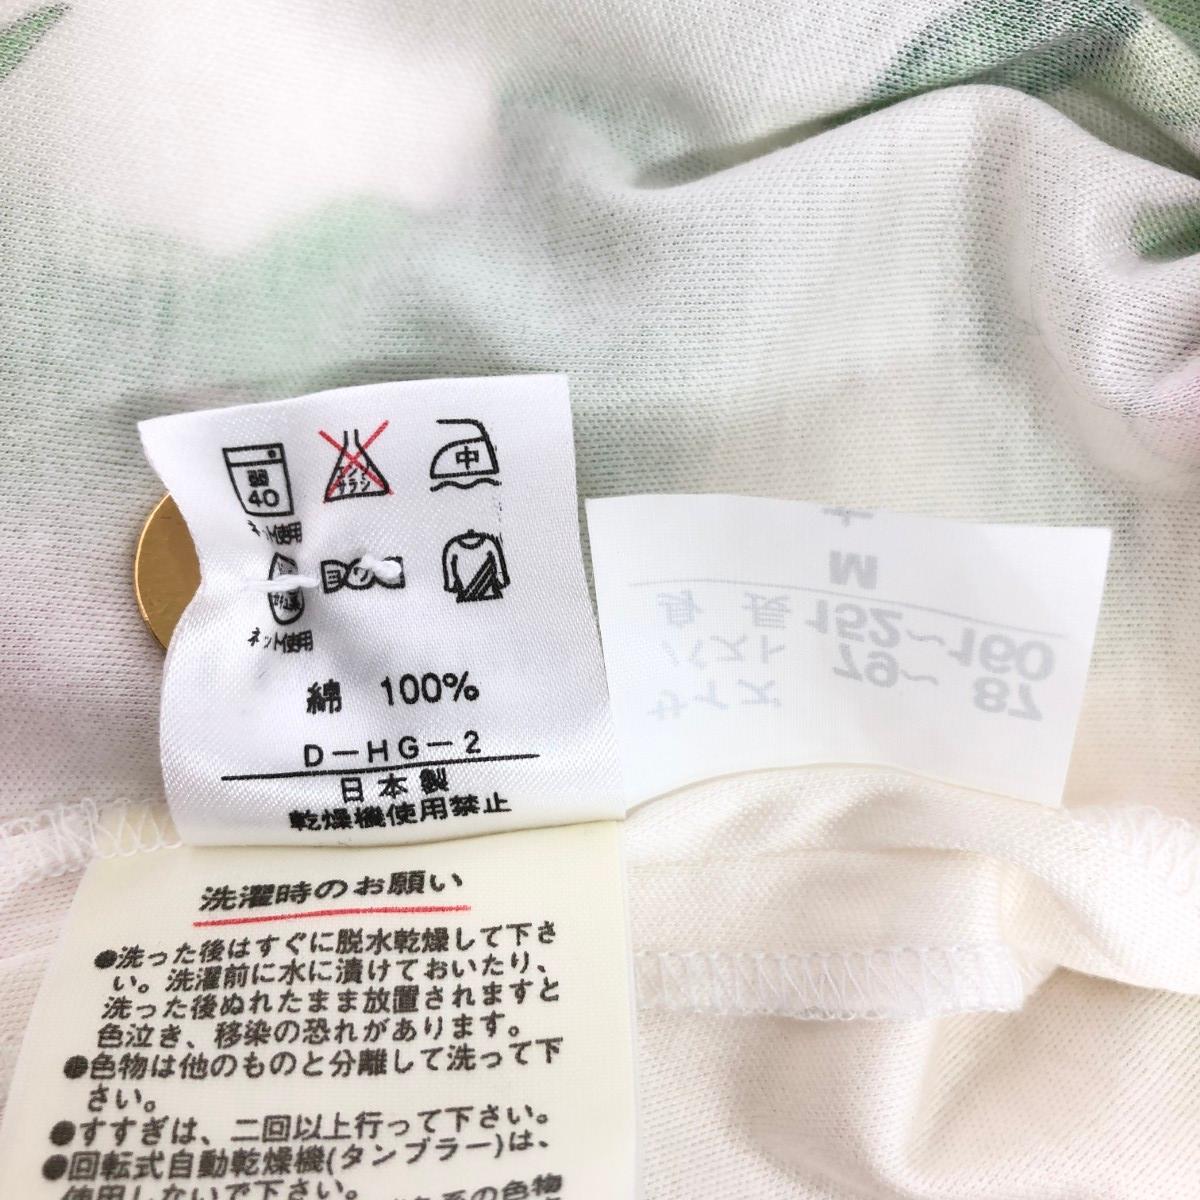 弱
40
エンソ
サラシ
中
ネット使用
ネット使用
綿 100%
D-HG-2
日本製
乾燥機使用禁止
M
身長 152~160
バスト 79~87
サイズ
洗濯時のお願い
●洗った後はすぐに脱水乾燥して下さ
い。洗濯前に水に漬けておいたり、
洗った後ぬれたまま放置されますと
色泣き、移染の恐れがあります。
●色物は他のものと分離して洗って下
さい。
●すすぎは、二回以上行って下さい。
●回転式自動乾燥機(タンブラー)は、
使用しないで下さい。
系の色物